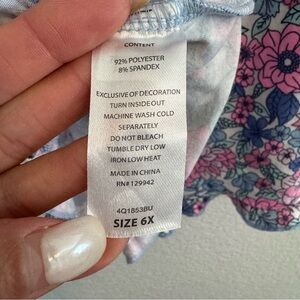 CONTENT
92% POLYESTER
8% SPANDEX
EXCLUSIVE OF DECORATION
TURN INSIDE OUT
MACHINE WASH COLD
SEPARATELY
DO NOT BLEACH
TUMBLE DRY LOW
IRON LOW HEAT
MADE IN CHINA
RN# 129942
4Q1853BU
SIZE 6X